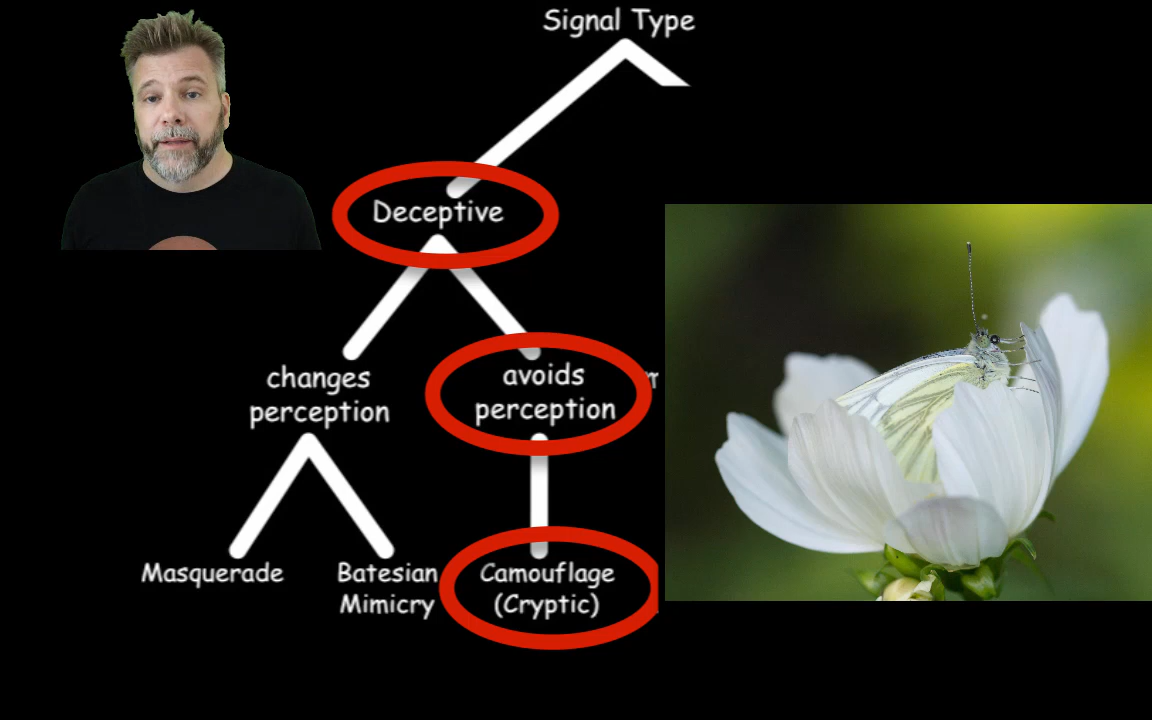 Signal Type
Deceptive
changes
perception
avoids
perception
Masquerade
Batesian
Mimicry
Camouflage
(Cryptic)